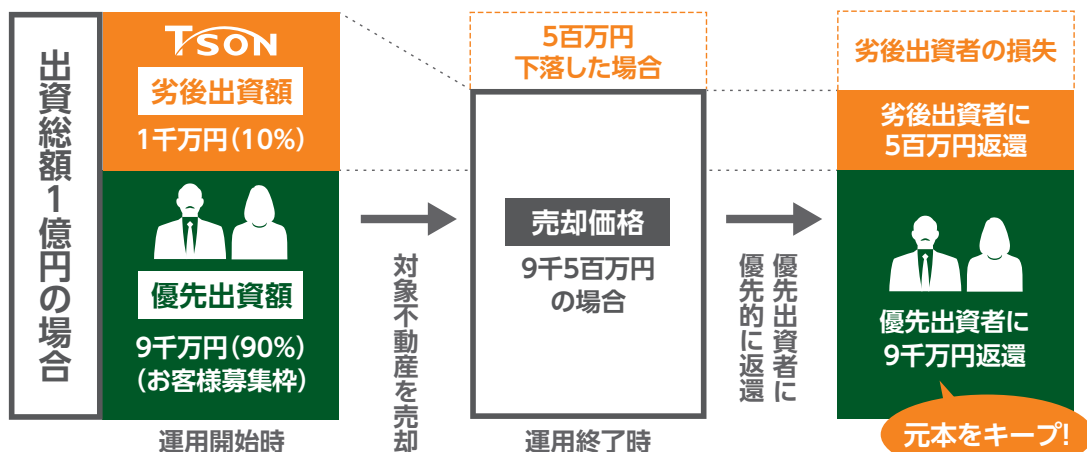 出資総額1億円の場合
TSON
劣後出資額
1千万円(10%)
優先出資額
9千万円(90%)
(お客様募集枠)
運用開始時
対象不動産を売却
5百万円
下落した場合
売却価格
9千5百万円
の場合
運用終了時
優先出資者に
優先的に返還
劣後出資者の損失
劣後出資者に
5百万円返還
優先出資者に
9千万円返還
元本をキープ!